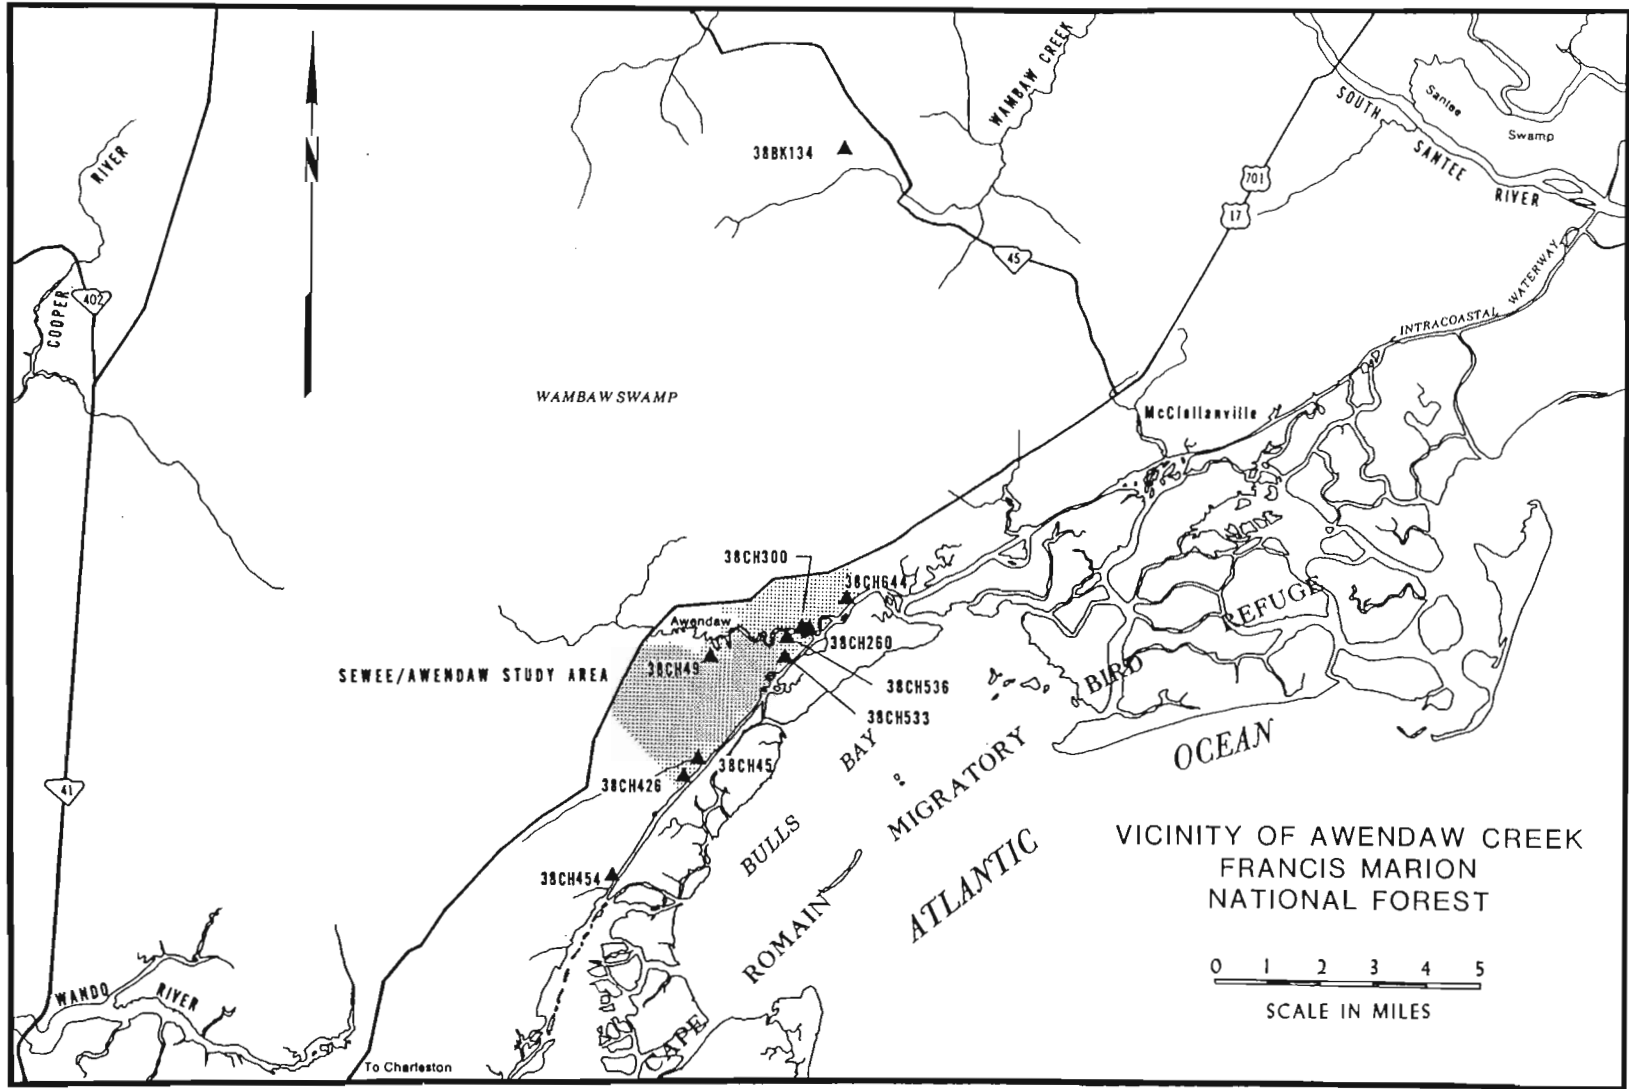 RIVER
COOPER
402
41
N
38BK134
WAMBAW CREEK
45
701
17
SOUTH SANTEE RIVER
Santee
Swamp
INTRACOASTAL WATERWAY
WAMBAW SWAMP
McClellanville
38CH300
38CH644
Awendaw
38CH260
38CH49
SEWEE/AWENDAW STUDY AREA
38CH536
38CH533
38CH45
38CH426
38CH454
BULLS BAY
CAPE ROMAIN MIGRATORY BIRD REFUGE
ATLANTIC OCEAN
WANDO RIVER
To Charleston
VICINITY OF AWENDAW CREEK
FRANCIS MARION
NATIONAL FOREST
0 1 2 3 4 5
SCALE IN MILES